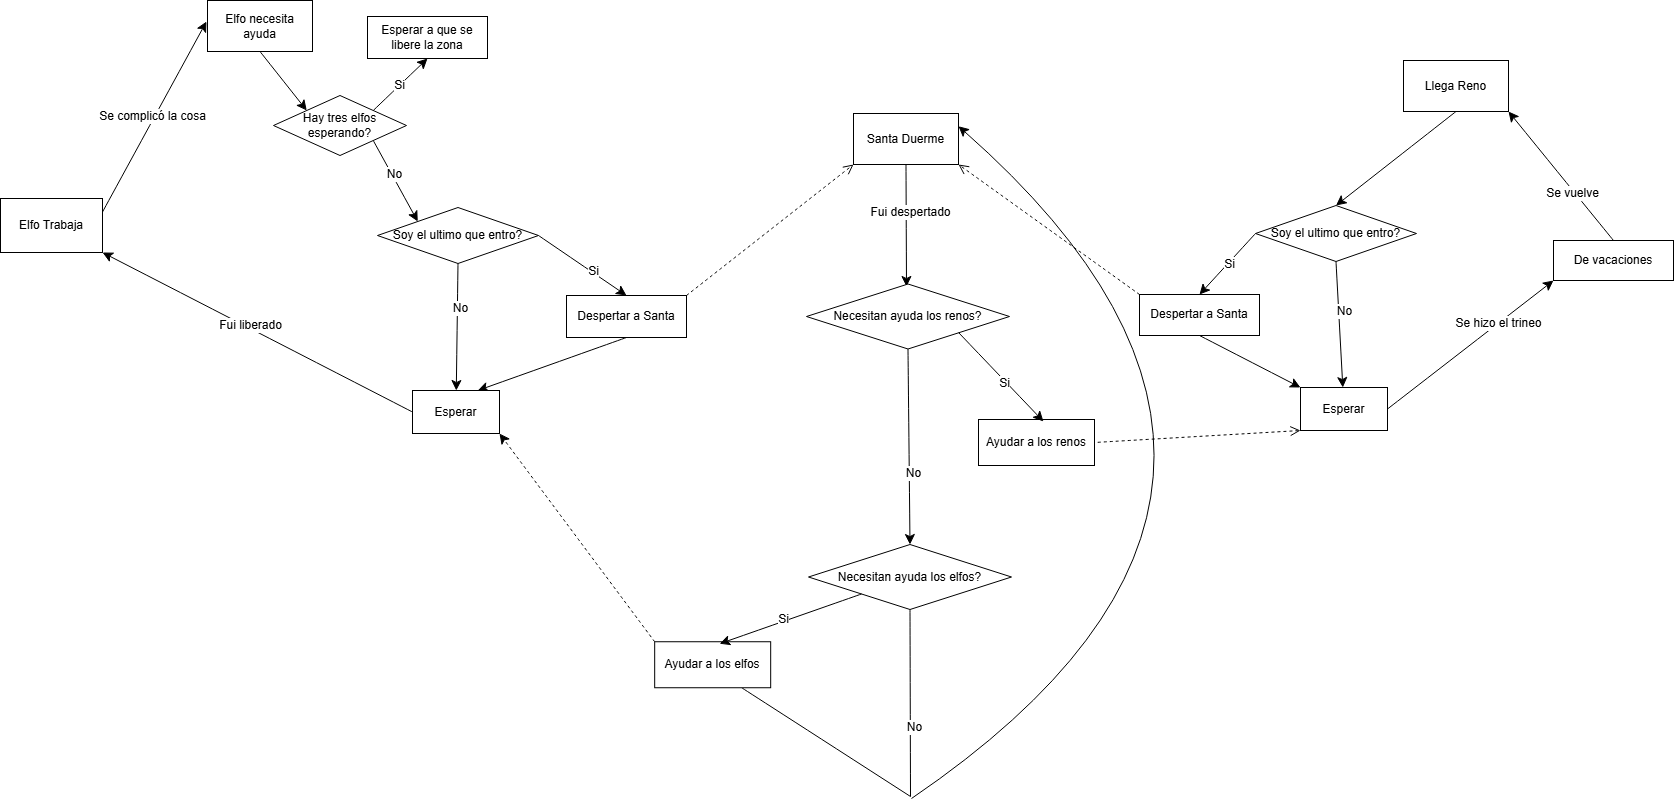 Elfo necesita
ayuda
Esperar a que se
libere la zona
Si
Se complicó la cosa
Hay tres elfos
esperando?
No
Elfo Trabaja
Soy el ultimo que entro?
Si
No
Despertar a Santa
Fui liberado
Esperar
Santa Duerme
Fui despertado
Necesitan ayuda los renos?
Si
Ayudar a los renos
No
Necesitan ayuda los elfos?
Si
Ayudar a los elfos
No
Llega Reno
Se vuelve
Soy el ultimo que entro?
De vacaciones
Si
Despertar a Santa
No
Se hizo el trineo
Esperar